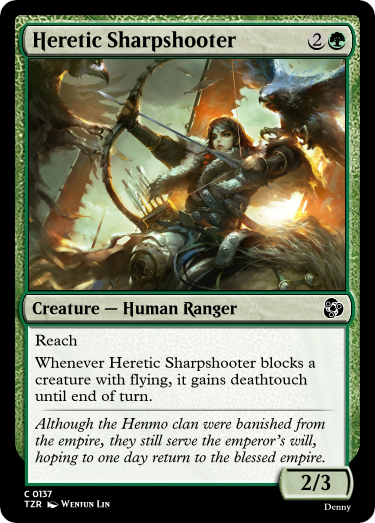 Heretic Sharpshooter 2
Creature — Human Ranger
Reach
Whenever Heretic Sharpshooter blocks a
creature with flying, it gains deathtouch
until end of turn.
Although the Henmo clan were banished from
the empire, they still serve the emperor's will,
hoping to one day return to the blessed empire.
2/3
C 0137
TZR Wenjun Lin
Denny